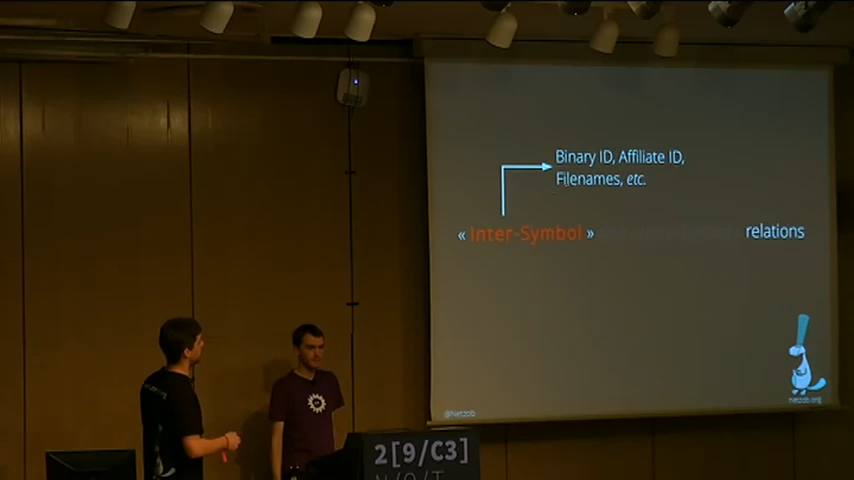 Binary ID, Affiliate ID,
Filenames, etc.
« Inter-Symbol » relations
@Netzob
Netzob.org
2[9/C3]
N/O/T